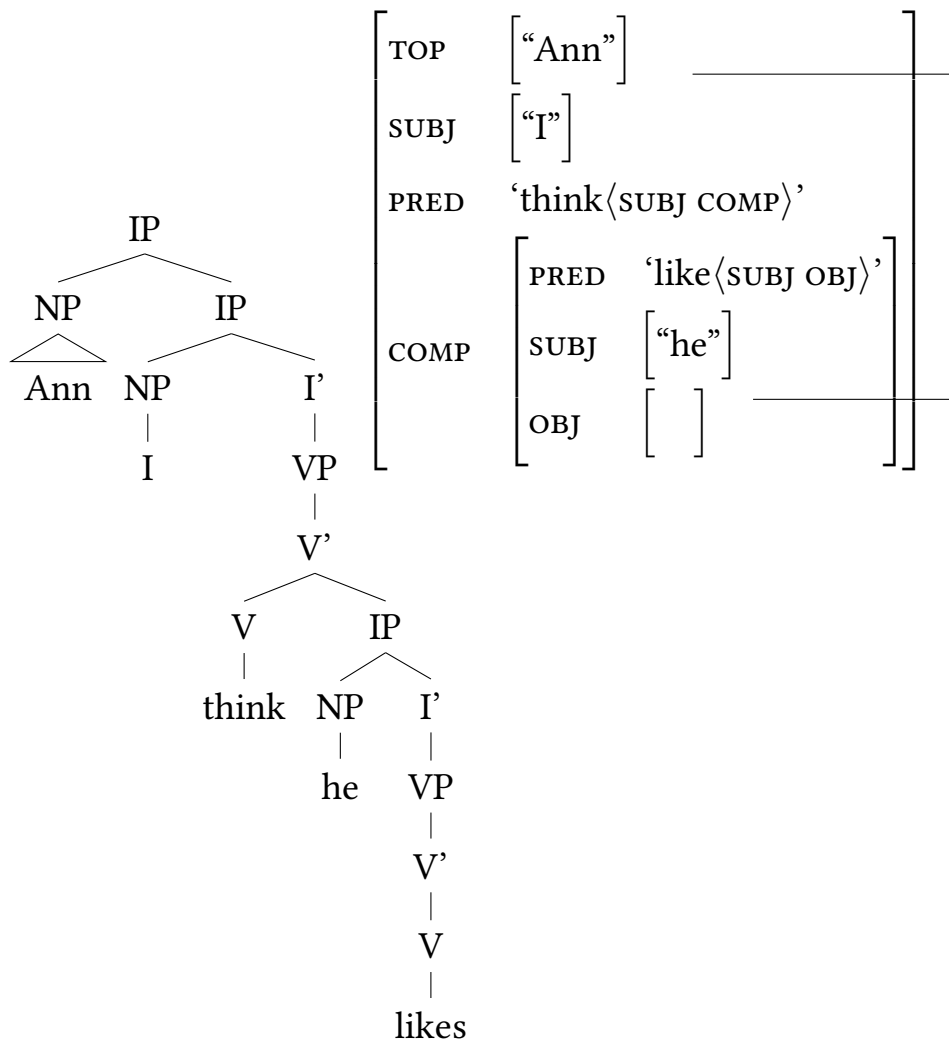 TOP “Ann”
SUBJ “I”
PRED ‘think⟨SUBJ COMP⟩’
COMP
PRED ‘like⟨SUBJ OBJ⟩’
SUBJ “he”
OBJ
IP
NP IP
Ann NP I’
I VP
V’
V IP
think NP I’
he VP
V’
V
likes